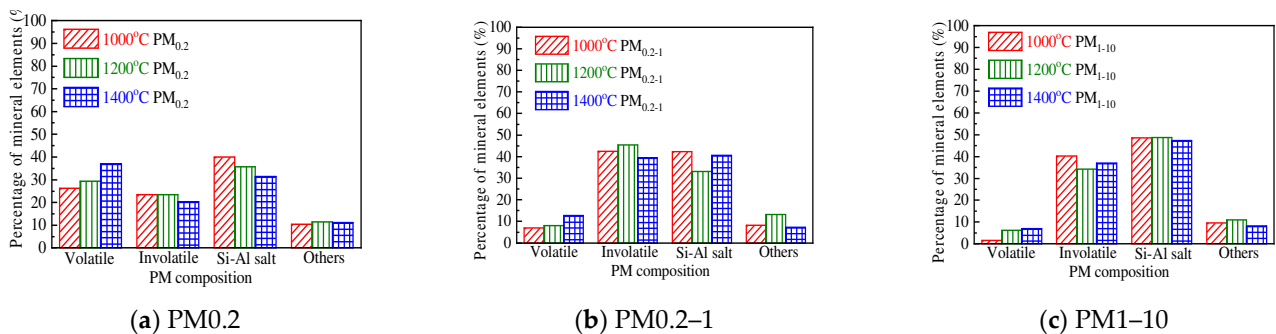 Percentage of mineral elements (%
100
90
80
70
60
50
40
30
20
10
0
1000°C PM0.2
1200°C PM0.2
1400°C PM0.2
Volatile Involatile Si-Al salt Others
PM composition
(a) PM0.2
Percentage of mineral elements (%)
100
90
80
70
60
50
40
30
20
10
0
1000°C PM0.2-1
1200°C PM0.2-1
1400°C PM0.2-1
Volatile Involatile Si-Al salt Others
PM composition
(b) PM0.2–1
Percentage of mineral elements (%)
100
90
80
70
60
50
40
30
20
10
0
1000°C PM1-10
1200°C PM1-10
1400°C PM1-10
Volatile Involatile Si-Al salt Others
PM composition
(c) PM1–10